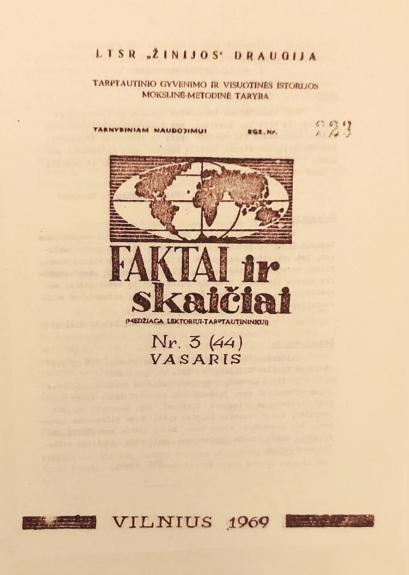 LTSR „ŽINIJOS“ DRAUGIJA
TARPTAUTINIO GYVENIMO IR VISUOTINĖS ISTORIJOS
MOKSLINĖ-METODINĖ TARYBA
TARNYBINIAM NAUDOJIMUI EGZ. Nr. 223
FAKTAI ir
skaičiai
(MEDŽIAGA LEKTORIUI-TARPTAUTININKUI)
Nr. 3 (44)
VASARIS
VILNIUS 1969